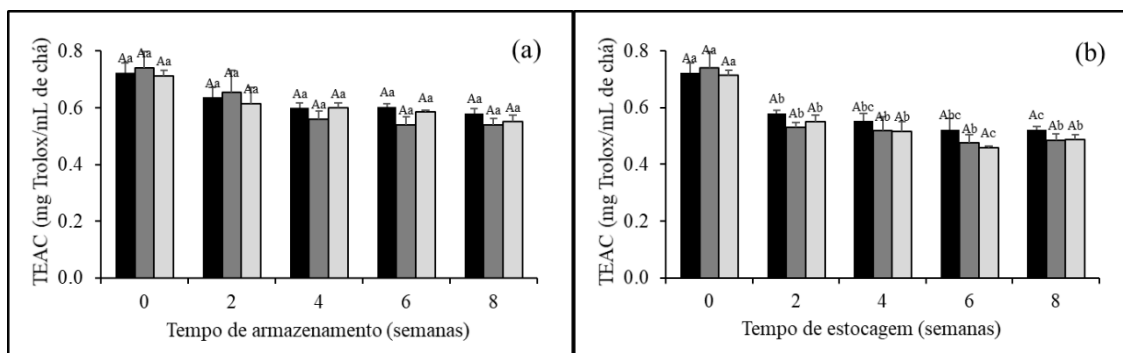 (a)
TEAC (mg Trolox/mL de chá)
0.8
0.6
0.4
0.2
0.0
Aa Aa Aa
Aa Aa Aa
Aa Aa Aa
Aa Aa Aa
Aa Aa Aa
0 2 4 6 8
Tempo de armazenamento (semanas)
(b)
TEAC (mg Trolox/mL de chá)
0.8
0.6
0.4
0.2
0.0
Aa Aa Aa
Ab Ab Ab
Abc Ab Ab
Abc Ab Ac
Ac Ab Ab
0 2 4 6 8
Tempo de estocagem (semanas)